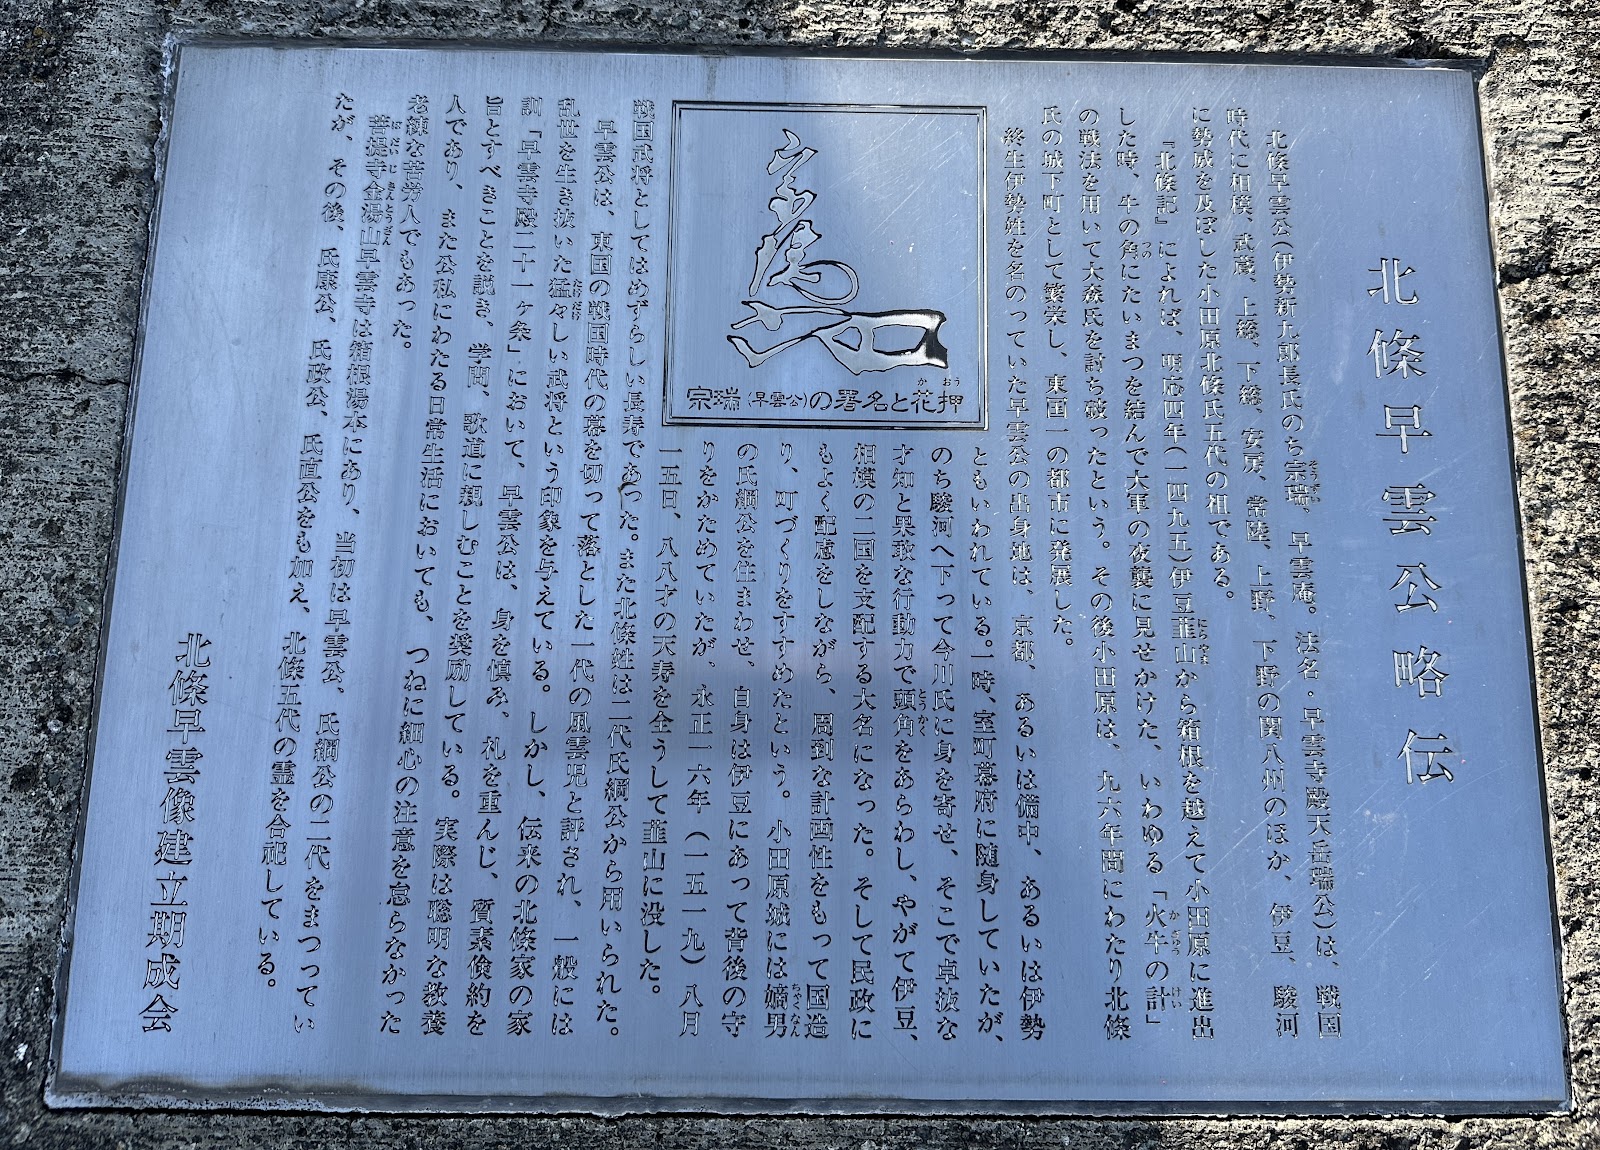 北條早雲公略伝
北條早雲公(伊勢新九郎長氏のち宗瑞、早雲庵。法名・早雲寺殿天岳瑞公)は、戦国
時代に相模、武蔵、上総、下総、安房、常陸、上野、下野の関八州のほか、伊豆、駿河
に勢威を及ぼした小田原北條氏五代の祖である。
『北條記』によれば、明応四年(一四九五)伊豆韮山から箱根を越えて小田原に進出
した時、牛の角にたいまつを結んで大軍の夜襲に見せかけた、いわゆる「火牛の計」
の戦法を用いて大森氏を討ち破ったという。その後小田原は、九六年間にわたり北條
氏の城下町として繁栄し、東国一の都市に発展した。
終生伊勢姓を名のっていた早雲公の出身地は、京都、あるいは備中、あるいは伊勢
ともいわれている。一時、室町幕府に随身していたが、
のち駿河へ下って今川氏に身を寄せ、そこで卓抜な
才知と果敢な行動力で頭角をあらわし、やがて伊豆、
相模の二国を支配する大名になった。そして民政に
もよく配慮をしながら、周到な計画性をもって国造
り、町づくりをすすめたという。小田原城には嫡男
の氏綱公を住まわせ、自身は伊豆にあって背後の守
りをかためていたが、永正一六年(一五一九)八月
一五日、八八才の天寿を全うして韮山に没した。
宗瑞(早雲公)の署名と花押
戦国武将としてはめずらしい長寿であった。また北條姓は二代氏綱公から用いられた。
早雲公は、東国の戦国時代の幕を切って落とした一代の風雲児と評され、一般には
乱世を生き抜いた猛々しい武将という印象を与えている。しかし、伝来の北條家の家
訓「早雲寺殿二十一ヶ条」において、早雲公は、身を慎み、礼を重んじ、質素倹約を
旨とすべきことを説き、学問、歌道に親しむことを奨励している。実際は聡明な教養
人であり、また公私にわたる日常生活においても、つねに細心の注意を怠らなかった
老練な苦労人でもあった。
菩提寺金湯山早雲寺は箱根湯本にあり、当初は早雲公、氏綱公の二代をまつってい
たが、その後、氏康公、氏政公、氏直公をも加え、北條五代の霊を合祀している。
北條早雲像建立期成会